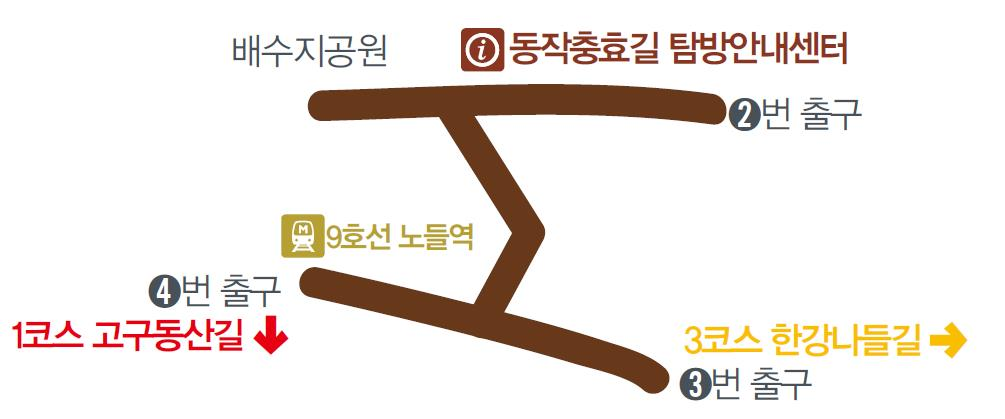 배수지공원
동작충효길 탐방안내센터
2번 출구
M
9호선 노들역
4번 출구
1코스 고구동산길
3코스 한강나들길
3번 출구